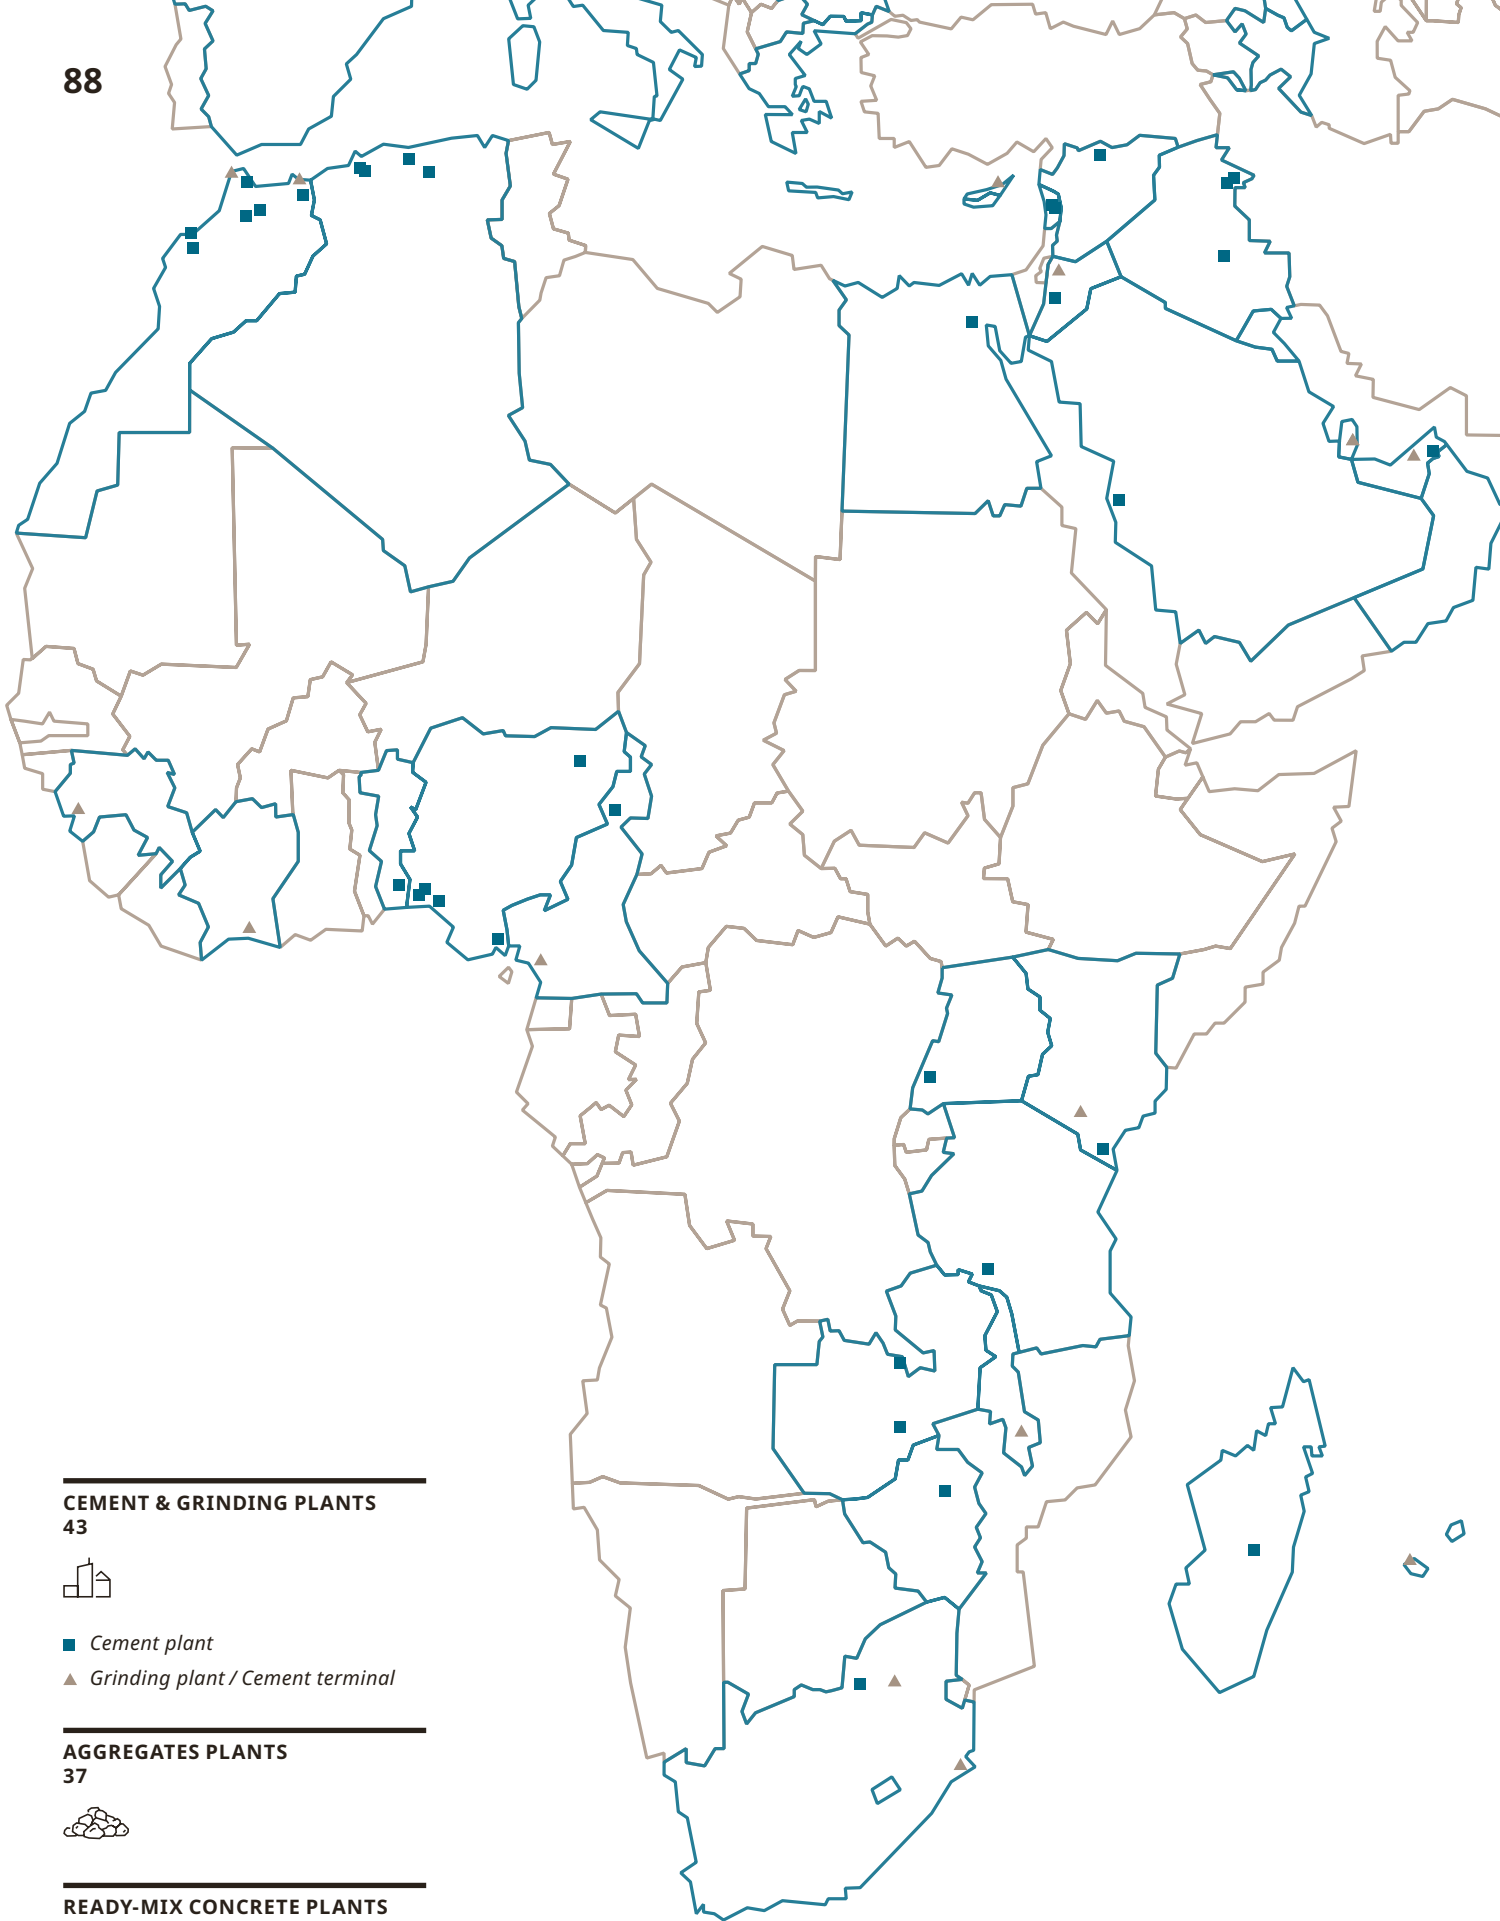 88
CEMENT & GRINDING PLANTS
43
Cement plant
Grinding plant / Cement terminal
AGGREGATES PLANTS
37
READY-MIX CONCRETE PLANTS